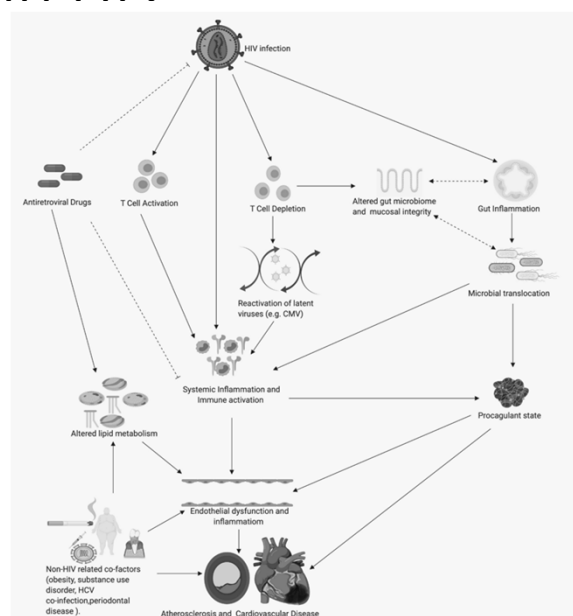 HIV infection
Antiretroviral Drugs
T Cell Activation
T Cell Depletion
Altered gut microbiome
and mucosal integrity
Gut Inflammation
Reactivation of latent
viruses (e.g. CMV)
Microbial translocation
Systemic Inflammation and
Immune activation
Procagulant state
Altered lipid metabolism
Endothelial dysfunction and
inflammatiom
Non-HIV related co-factors
(obesity, substance use
disorder, HCV
co-infection,periodontal
disease ).
Atherosclerosis and Cardiovascular Disease